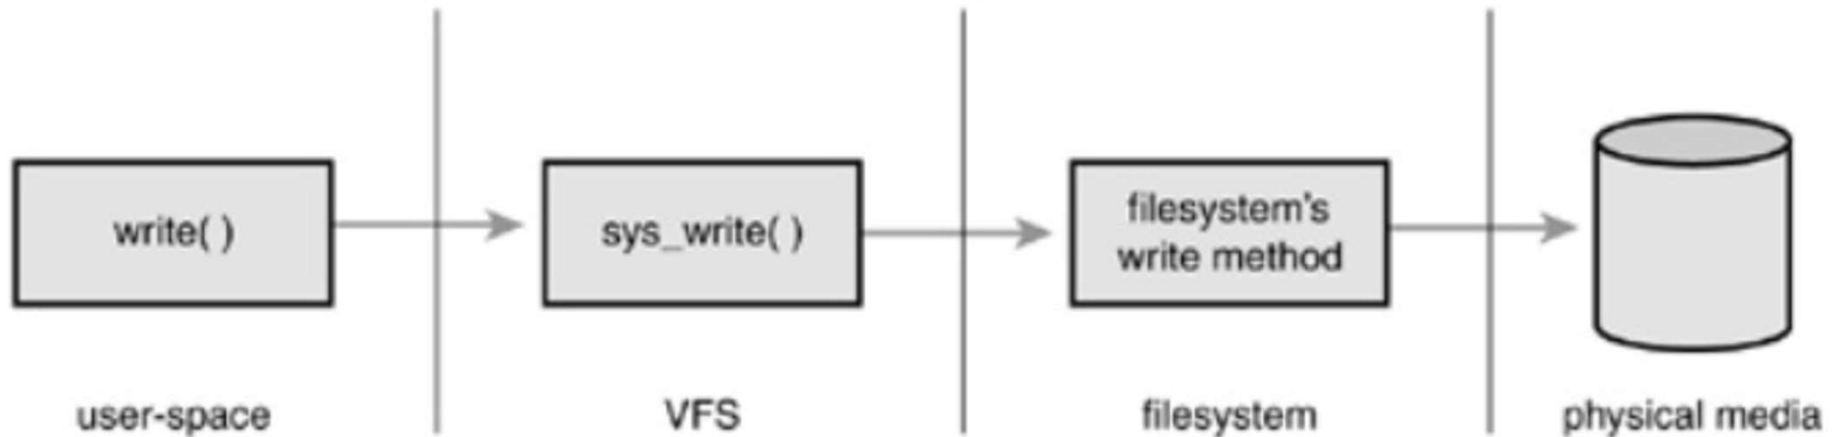 write( )
sys_write( )
filesystem's
write method
user-space
VFS
filesystem
physical media